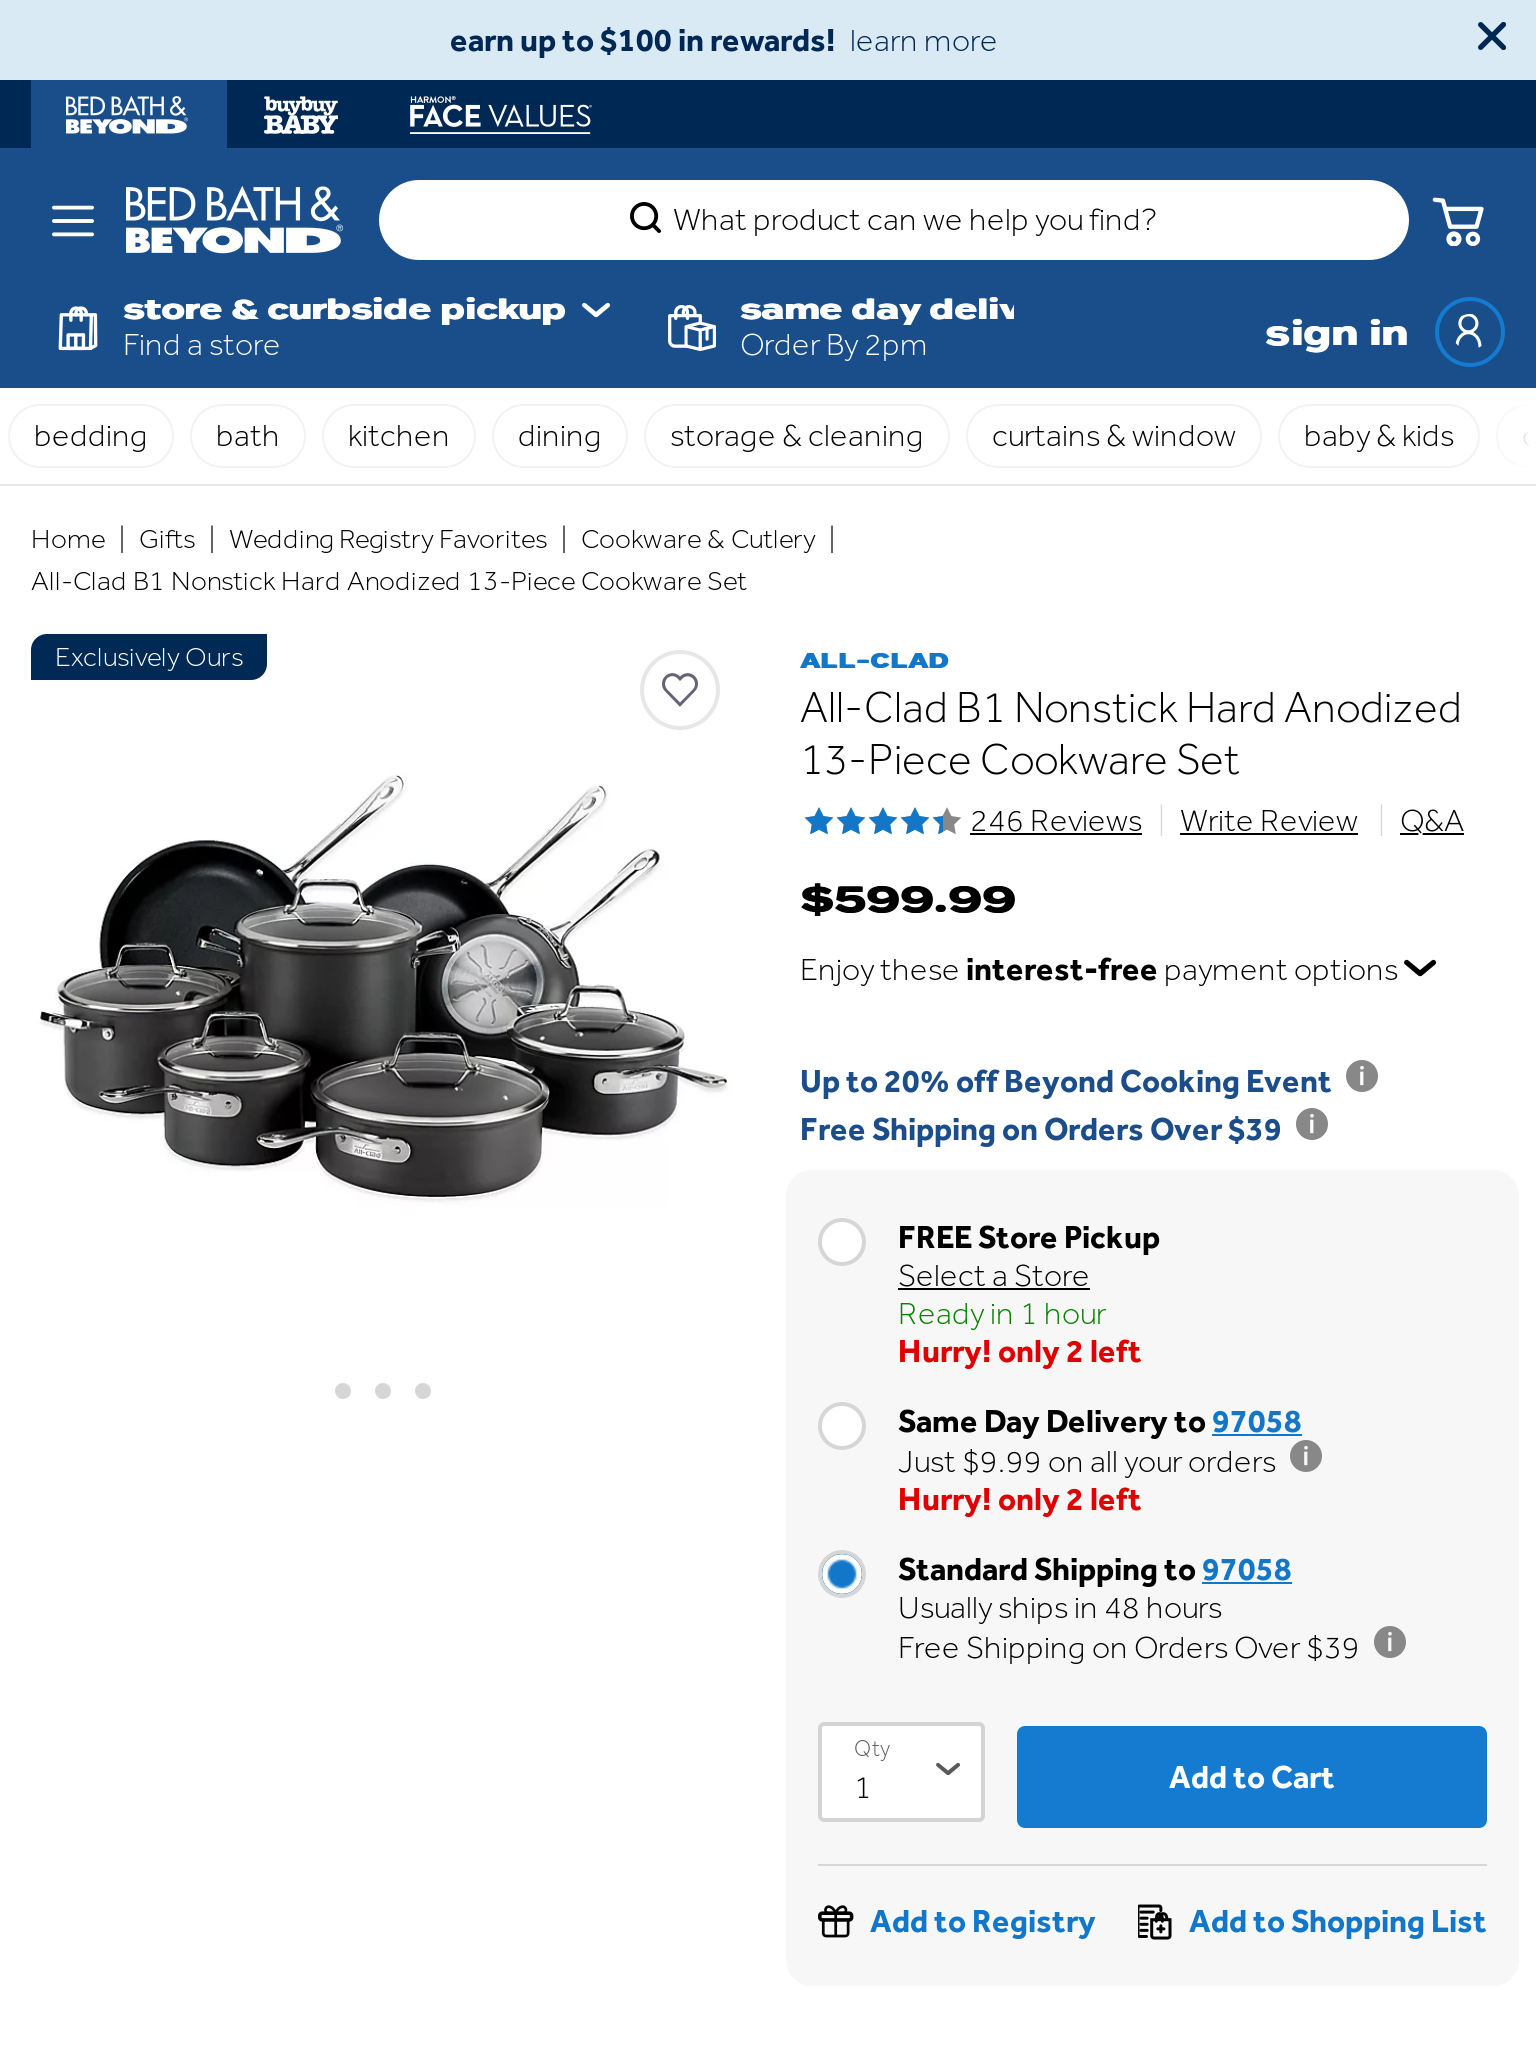 earn up to $100 in rewards! learn more
BED BATH &
BEYOND
buybuy
BABY
HARMON®
FACE VALUES
BED BATH &
BEYOND®
What product can we help you find?
store & curbside pickup
Find a store
same day deliv
Order By 2pm
sign in
bedding
bath
kitchen
dining
storage & cleaning
curtains & window
baby & kids
Home | Gifts | Wedding Registry Favorites | Cookware & Cutlery |
All-Clad B1 Nonstick Hard Anodized 13-Piece Cookware Set
Exclusively Ours
ALL-CLAD
All-Clad B1 Nonstick Hard Anodized
13-Piece Cookware Set
246 Reviews | Write Review | Q&A
$599.99
Enjoy these interest-free payment options
Up to 20% off Beyond Cooking Event i
Free Shipping on Orders Over $39 i
FREE Store Pickup
Select a Store
Ready in 1 hour
Hurry! only 2 left
Same Day Delivery to 97058
Just $9.99 on all your orders i
Hurry! only 2 left
Standard Shipping to 97058
Usually ships in 48 hours
Free Shipping on Orders Over $39 i
Qty
1
Add to Cart
Add to Registry
Add to Shopping List
All-Clad